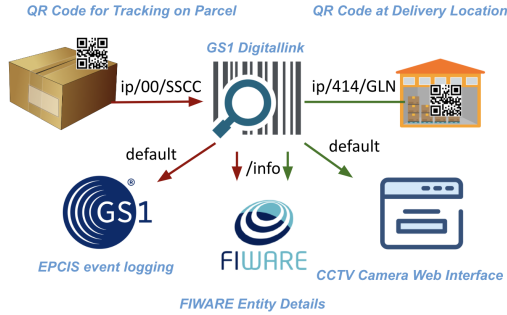 QR Code for Tracking on Parcel
QR Code at Delivery Location
GS1 Digitallink
ip/00/SSCC
ip/414/GLN
default
/info
default
GS1
®
FIWARE
EPCIS event logging
CCTV Camera Web Interface
FIWARE Entity Details